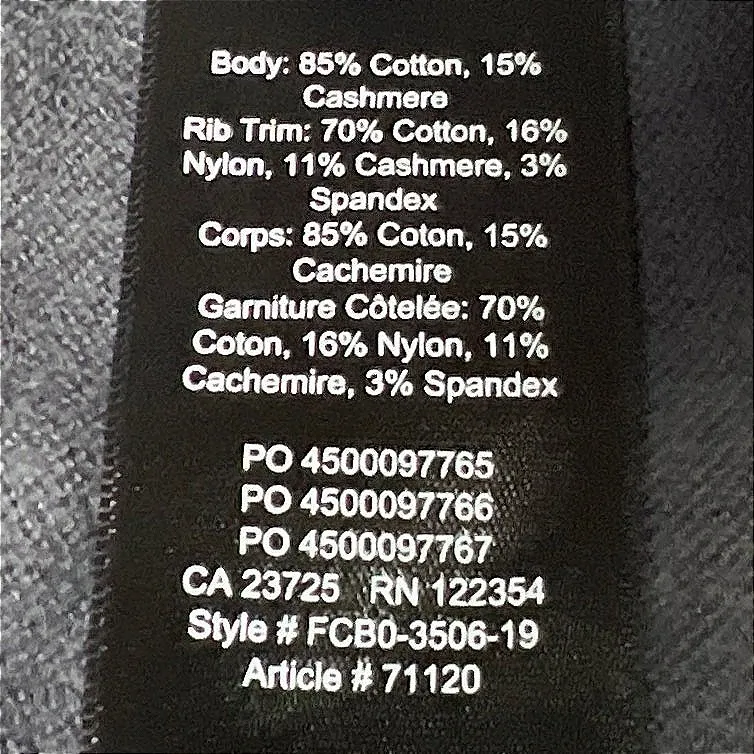 Body: 85% Cotton, 15%
Cashmere
Rib Trim: 70% Cotton, 16%
Nylon, 11% Cashmere, 3%
Spandex
Corps: 85% Coton, 15%
Cachemire
Garniture Côtelée: 70%
Coton, 16% Nylon, 11%
Cachemire, 3% Spandex
PO 4500097765
PO 4500097766
PO 4500097767
CA 23725 RN 122354
Style # FCB0-3506-19
Article # 71120